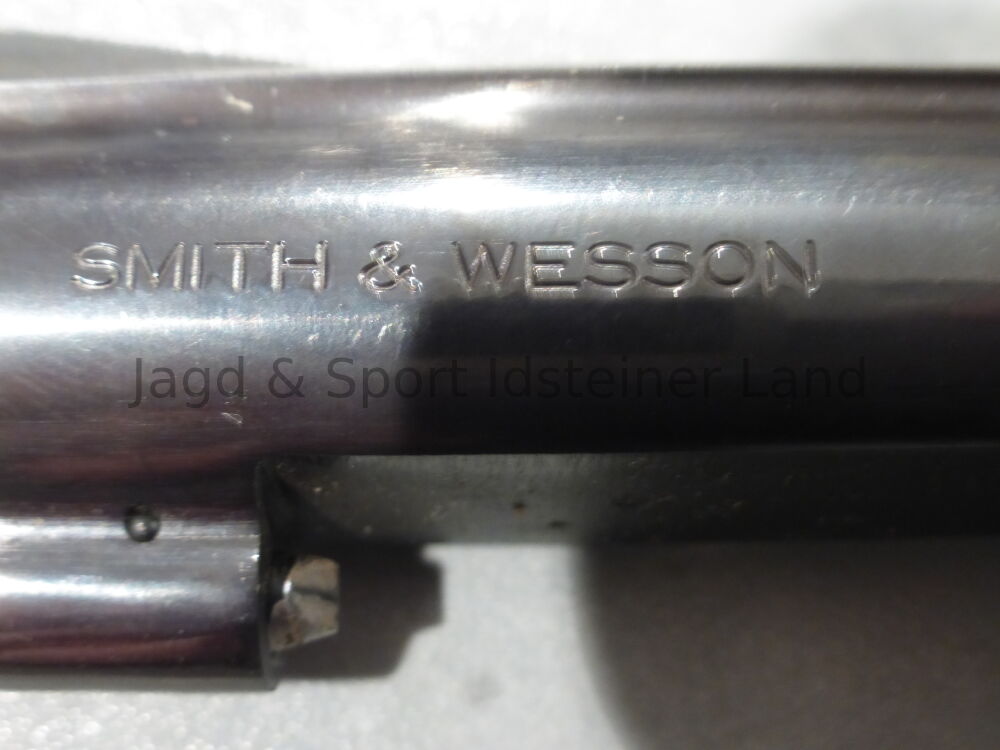 SMITH & WESSON
Jagd & Sport Idsteiner Land